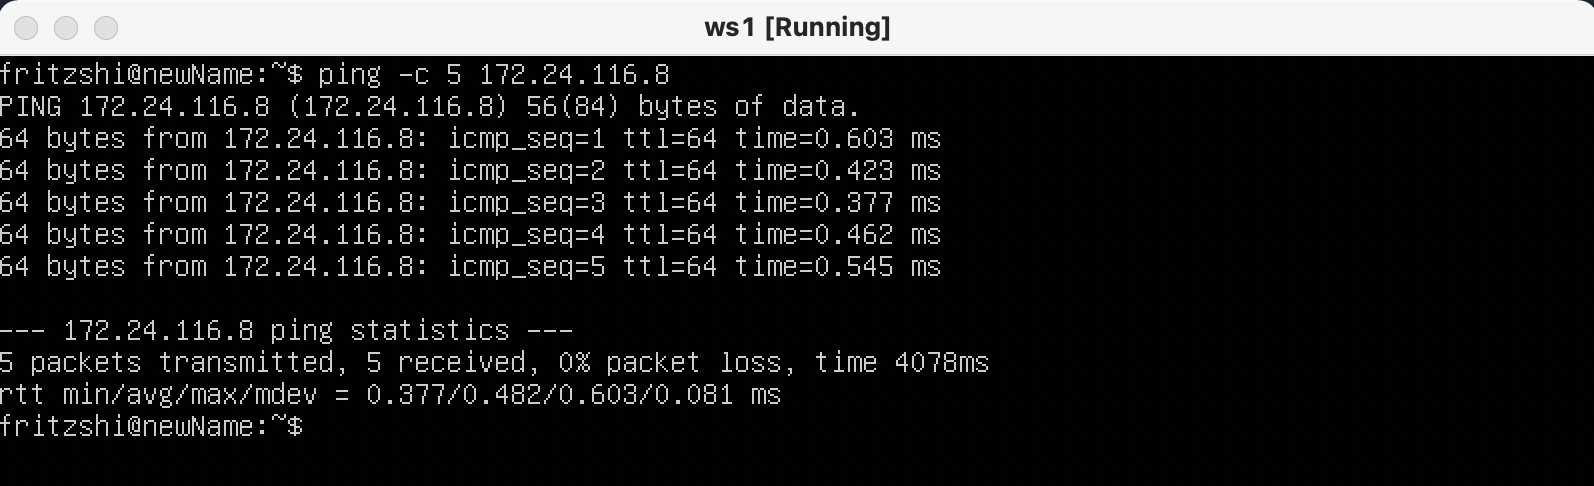 ws1 [Running]
fritzshi@newName:~$ ping -c 5 172.24.116.8
PING 172.24.116.8 (172.24.116.8) 56(84) bytes of data.
64 bytes from 172.24.116.8: icmp_seq=1 ttl=64 time=0.603 ms
64 bytes from 172.24.116.8: icmp_seq=2 ttl=64 time=0.423 ms
64 bytes from 172.24.116.8: icmp_seq=3 ttl=64 time=0.377 ms
64 bytes from 172.24.116.8: icmp_seq=4 ttl=64 time=0.462 ms
64 bytes from 172.24.116.8: icmp_seq=5 ttl=64 time=0.545 ms
--- 172.24.116.8 ping statistics ---
5 packets transmitted, 5 received, 0% packet loss, time 4078ms
rtt min/avg/max/mdev = 0.377/0.482/0.603/0.081 ms
fritzshi@newName:~$